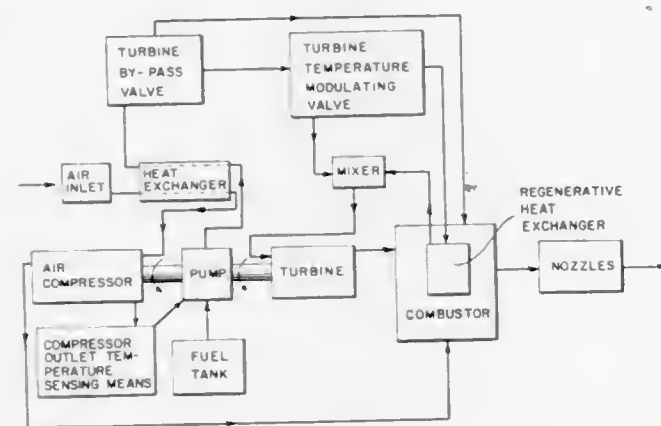 TURBINE
BY-PASS
VALVE
TURBINE
TEMPERATURE
MODULATING
VALVE
AIR
INLET
HEAT
EXCHANGER
MIXER
REGENERATIVE
HEAT
EXCHANGER
AIR
COMPRESSOR
PUMP
TURBINE
COMBUSTOR
NOZZLES
COMPRESSOR
OUTLET TEM-
PERATURE
SENSING MEANS
FUEL
TANK